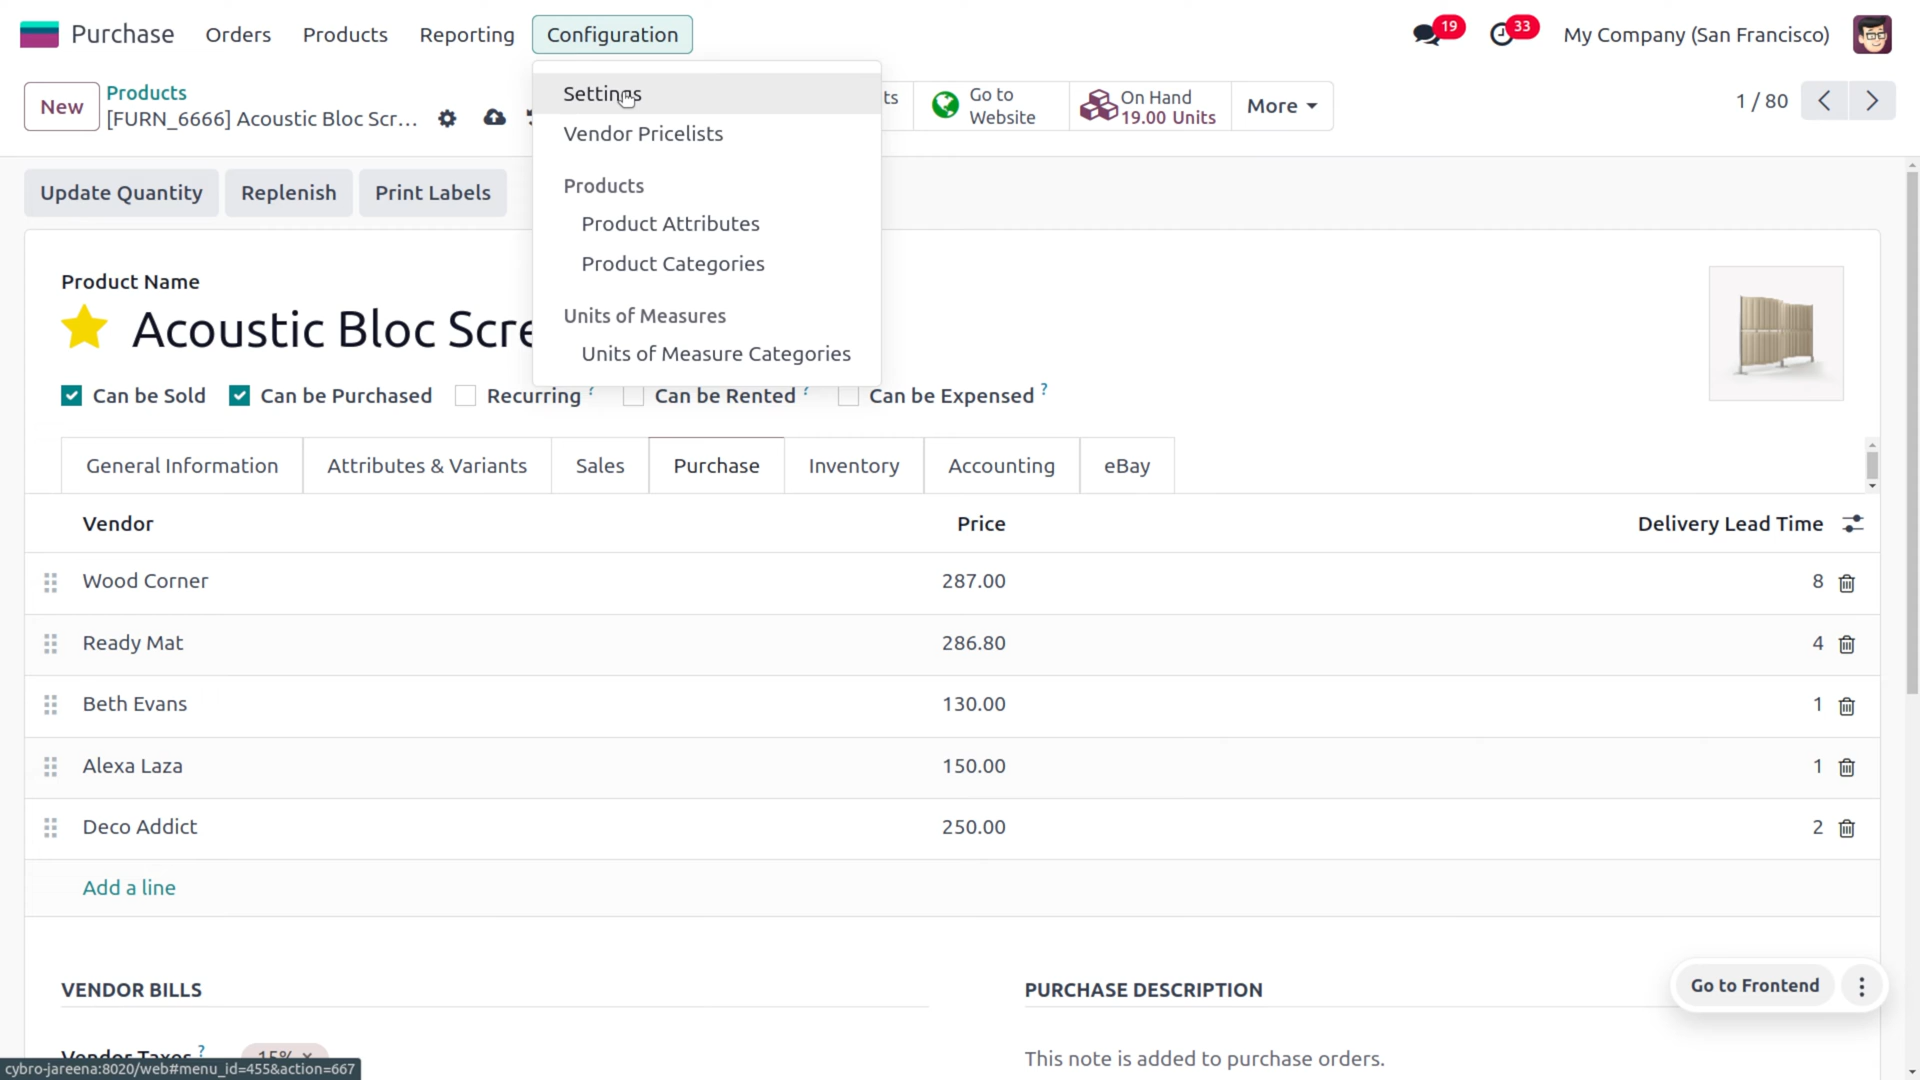 Purchase Orders Products Reporting Configuration 19 33 My Company (San Francisco)
New Products Settings ts Go to Website On Hand 19.00 Units More 1 / 80
[FURN_6666] Acoustic Bloc Scr...
Vendor Pricelists
Products
Product Attributes
Product Categories
Units of Measures
Units of Measure Categories
Update Quantity Replenish Print Labels
Product Name
Acoustic Bloc Scre
Can be Sold Can be Purchased Recurring ? Can be Rented ? Can be Expensed ?
General Information Attributes & Variants Sales Purchase Inventory Accounting eBay
Vendor Price Delivery Lead Time
Wood Corner 287.00 8
Ready Mat 286.80 4
Beth Evans 130.00 1
Alexa Laza 150.00 1
Deco Addict 250.00 2
Add a line
VENDOR BILLS PURCHASE DESCRIPTION
Go to Frontend
Vendor Taxes ? 15% × This note is added to purchase orders.
cybro-jareena:8020/web#menu_id=455&action=667